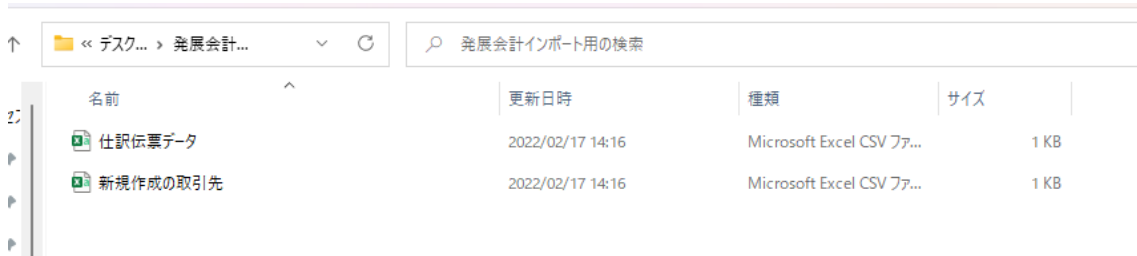 « デスク... › 発展会計...
発展会計インポート用の検索
名前 更新日時 種類 サイズ
仕訳伝票データ 2022/02/17 14:16 Microsoft Excel CSV ファ... 1 KB
新規作成の取引先 2022/02/17 14:16 Microsoft Excel CSV ファ... 1 KB